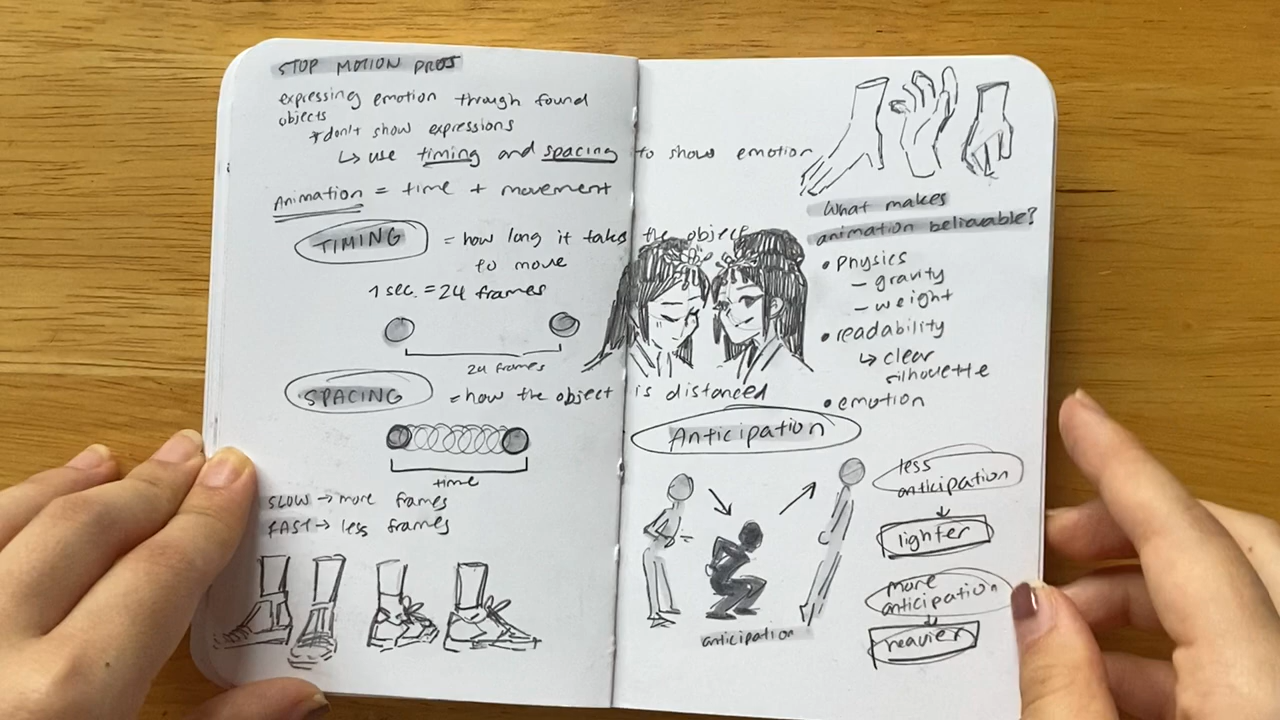 STOP MOTION PROS
expressing emotion through found
objects
*don't show expressions
↳ use timing and spacing to show emotion
Animation = time + movement
TIMING = how long it takes the object
to move
1 sec. = 24 frames
24 frames
SPACING = how the object is distanced
time
SLOW → more frames
FAST → less frames
What makes
animation believable?
• Physics
– gravity
– weight
• readability
↳ clear
silhouette
• emotion
Anticipation
anticipation
less
anticipation
lighter
more
anticipation
heavier